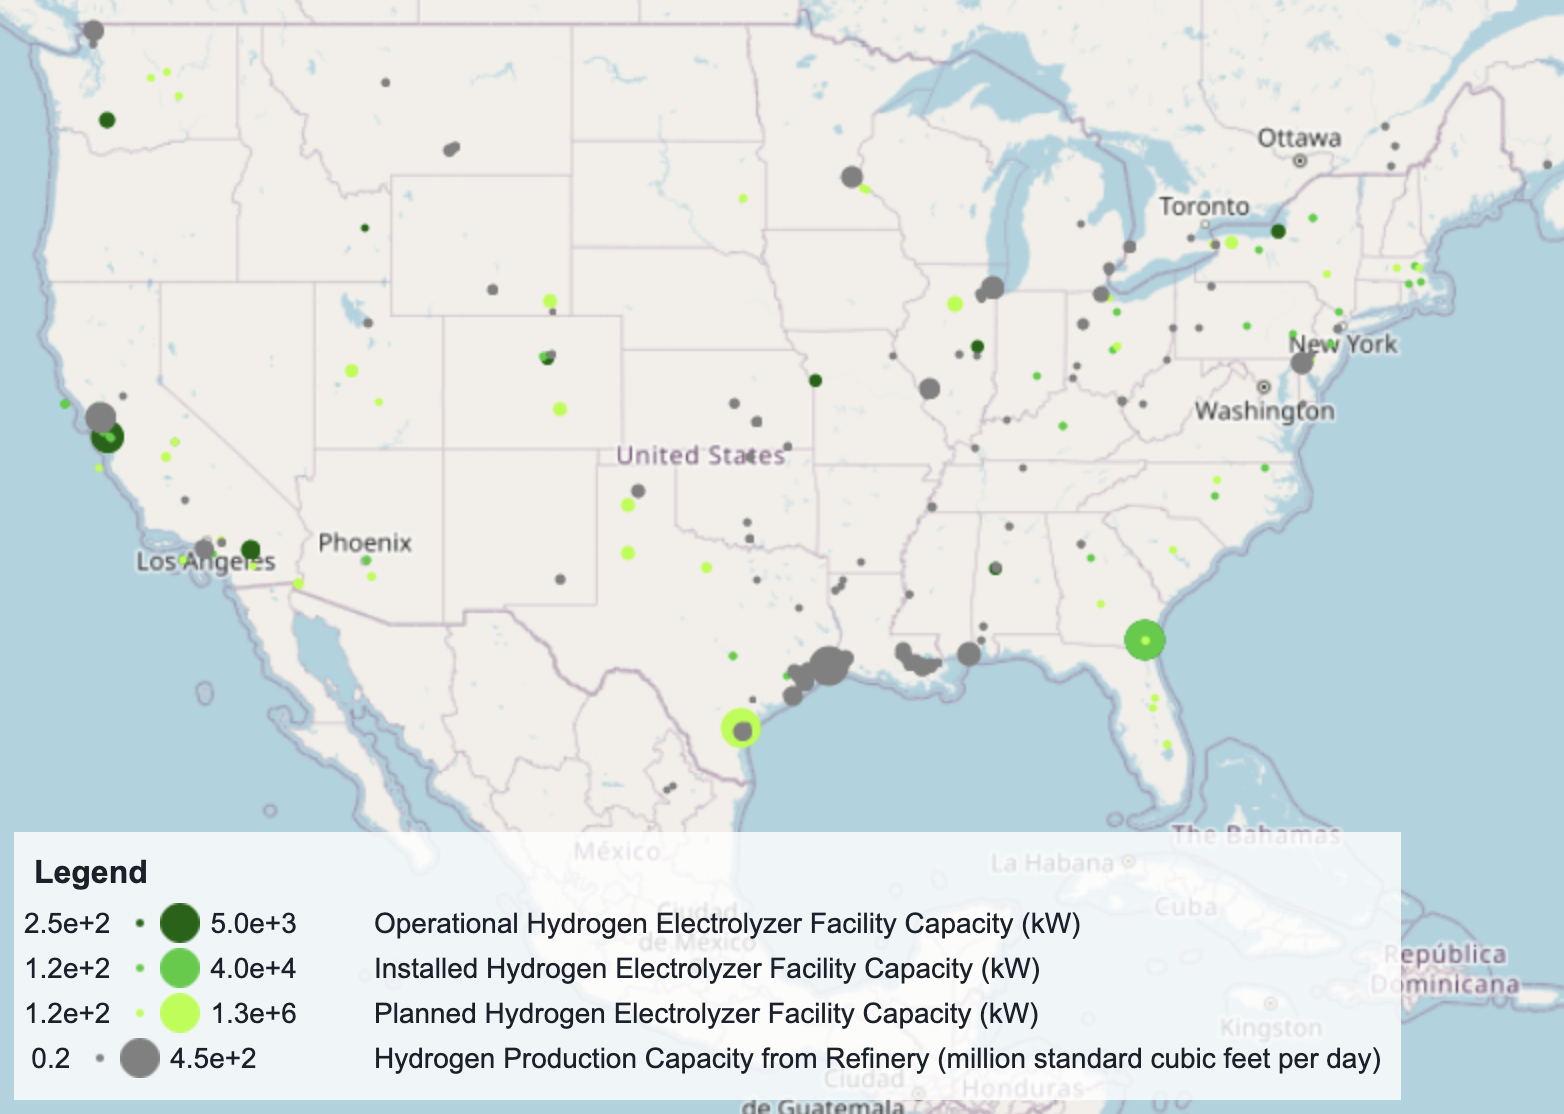 Ottawa
Toronto
New York
Washington
United States
Phoenix
Los Angeles
The Bahamas
México
La Habana
Cuba
Ciudad
de México
República
Dominicana
Kingston
Ciudad
de Guatemala
Honduras
Legend
2.5e+2 5.0e+3 Operational Hydrogen Electrolyzer Facility Capacity (kW)
1.2e+2 4.0e+4 Installed Hydrogen Electrolyzer Facility Capacity (kW)
1.2e+2 1.3e+6 Planned Hydrogen Electrolyzer Facility Capacity (kW)
0.2 4.5e+2 Hydrogen Production Capacity from Refinery (million standard cubic feet per day)